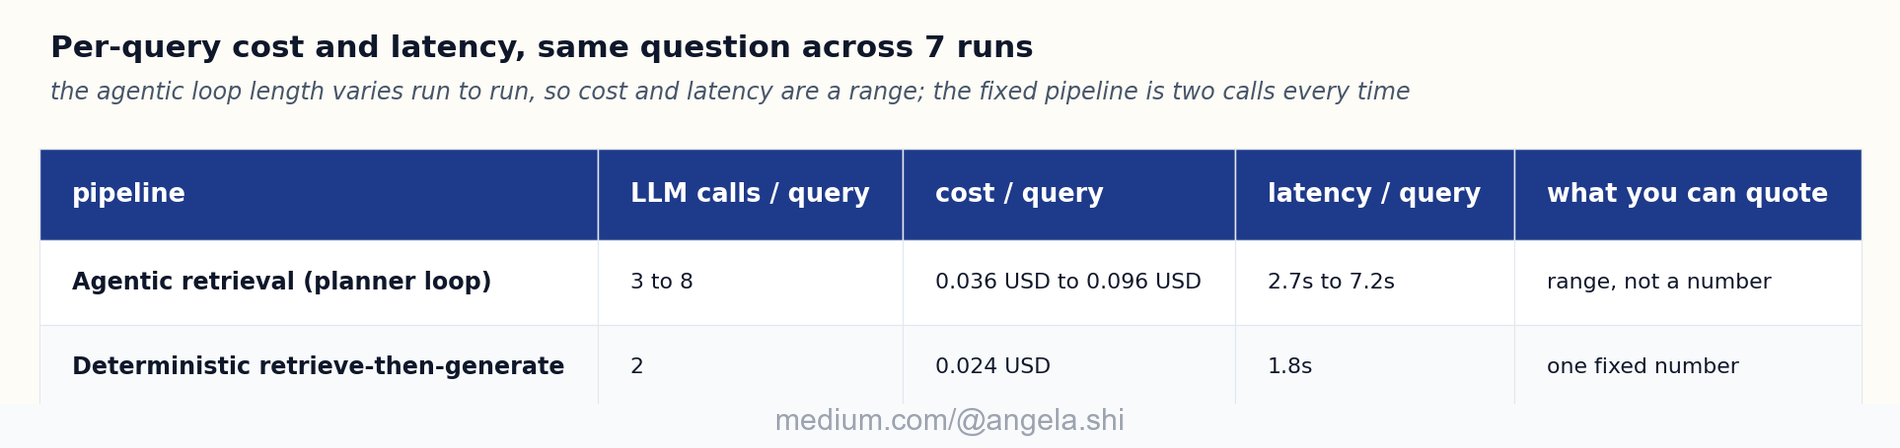 Per-query cost and latency, same question across 7 runs
the agentic loop length varies run to run, so cost and latency are a range; the fixed pipeline is two calls every time
pipeline LLM calls / query cost / query latency / query what you can quote
Agentic retrieval (planner loop) 3 to 8 0.036 USD to 0.096 USD 2.7s to 7.2s range, not a number
Deterministic retrieve-then-generate 2 0.024 USD 1.8s one fixed number
medium.com/@angela.shi